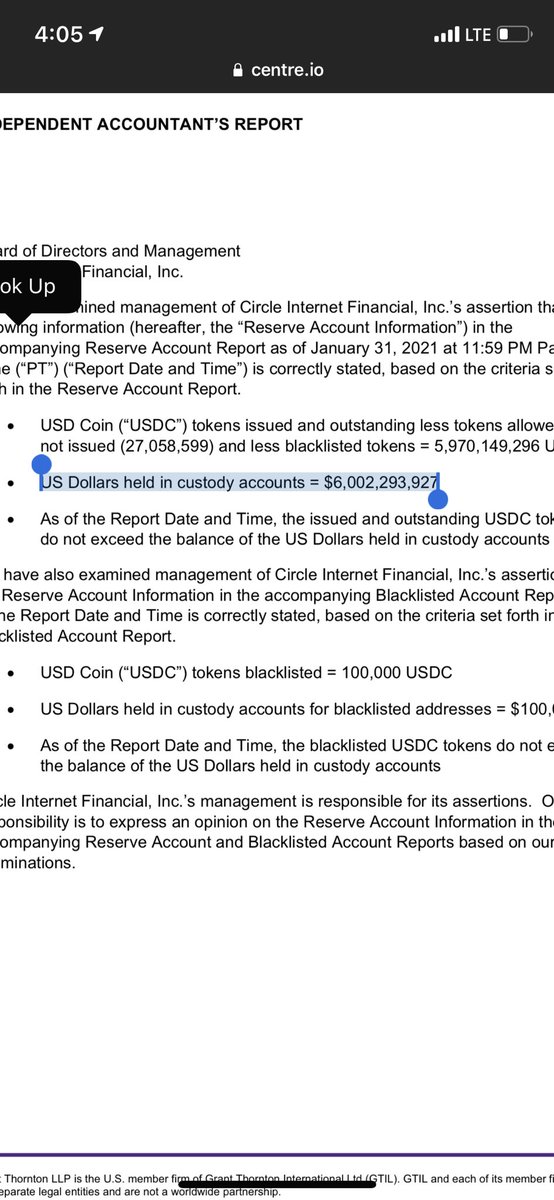 4:05
LTE
centre.io
DEPENDENT ACCOUNTANT'S REPORT
ard of Directors and Management
Financial, Inc.
ok Up
mined management of Circle Internet Financial, Inc.'s assertion tha
owing information (hereafter, the "Reserve Account Information") in the
ompanying Reserve Account Report as of January 31, 2021 at 11:59 PM Pa
e ("PT") ("Report Date and Time") is correctly stated, based on the criteria s
h in the Reserve Account Report.
• USD Coin ("USDC") tokens issued and outstanding less tokens allowe
not issued (27,058,599) and less blacklisted tokens = 5,970,149,296 U
• US Dollars held in custody accounts = $6,002,293,927
• As of the Report Date and Time, the issued and outstanding USDC tok
do not exceed the balance of the US Dollars held in custody accounts
have also examined management of Circle Internet Financial, Inc.'s assertio
Reserve Account Information in the accompanying Blacklisted Account Rep
he Report Date and Time is correctly stated, based on the criteria set forth in
cklisted Account Report.
• USD Coin ("USDC") tokens blacklisted = 100,000 USDC
• US Dollars held in custody accounts for blacklisted addresses = $100,
• As of the Report Date and Time, the blacklisted USDC tokens do not e
the balance of the US Dollars held in custody accounts
cle Internet Financial, Inc.'s management is responsible for its assertions. O
ponsibility is to express an opinion on the Reserve Account Information in the
ompanying Reserve Account and Blacklisted Account Reports based on our
minations.
t Thornton LLP is the U.S. member firm of Grant Thornton International Ltd (GTIL). GTIL and each of its member fi
eparate legal entities and are not a worldwide partnership.